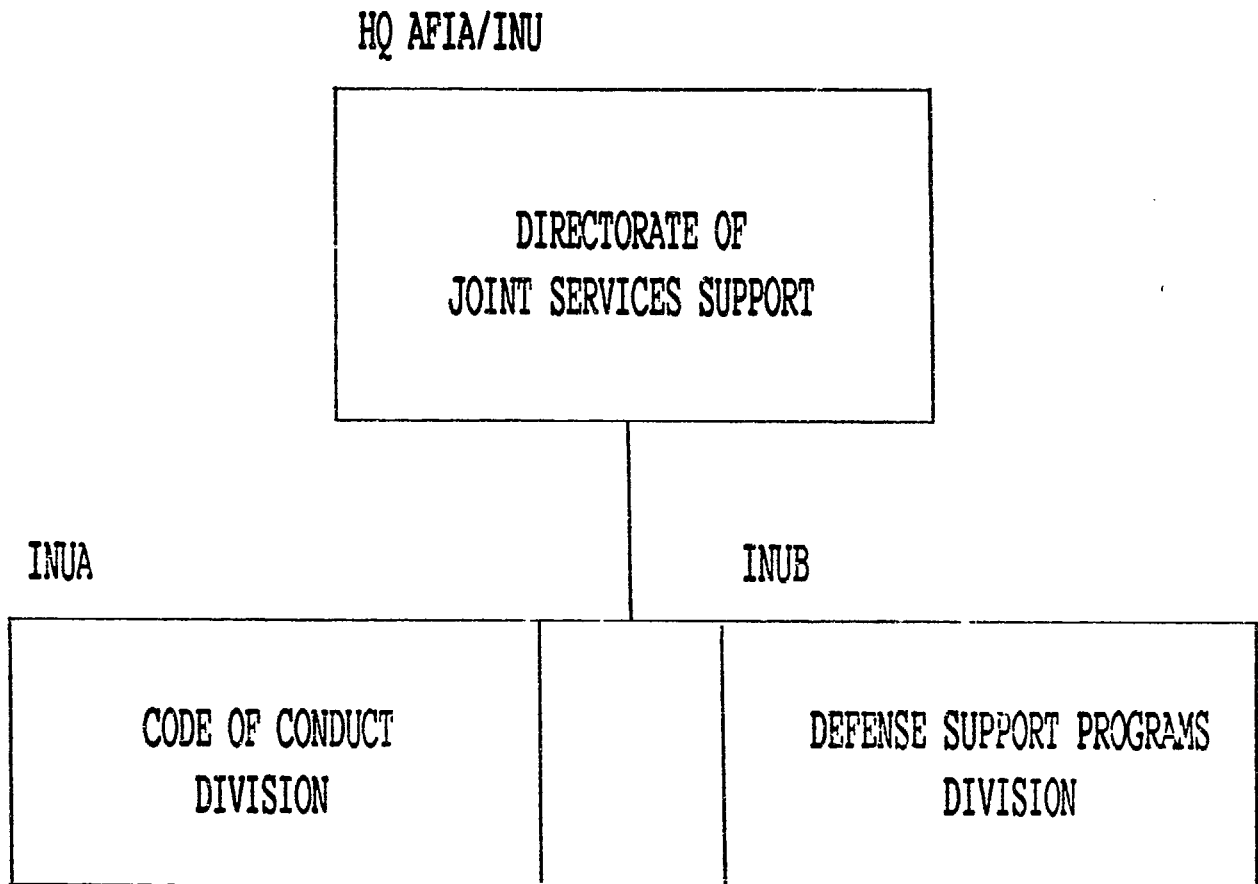 HQ AFIA/INU
DIRECTORATE OF
JOINT SERVICES SUPPORT
INUA
INUB
CODE OF CONDUCT
DIVISION
DEFENSE SUPPORT PROGRAMS
DIVISION